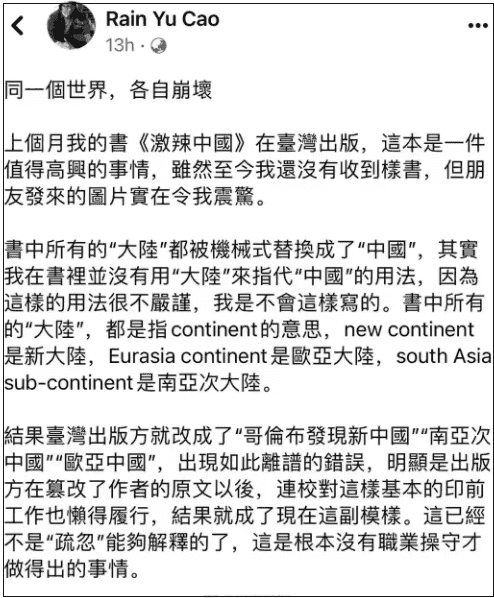 Rain Yu Cao
13h ·
同一個世界，各自崩壞
上個月我的書《激辣中國》在臺灣出版，這本是一件
值得高興的事情，雖然至今我還沒有收到樣書，但朋
友發來的圖片實在令我震驚。
書中所有的“大陸”都被機械式替換成了“中國”，其實
我在書裡並沒有用“大陸”來指代“中國”的用法，因為
這樣的用法很不嚴謹，我是不會這樣寫的。書中所有
的“大陸”，都是指continent的意思，new continent
是新大陸，Eurasia continent是歐亞大陸，south Asia
sub-continent是南亞次大陸。
結果臺灣出版方就改成了“哥倫布發現新中國”“南亞次
中國”“歐亞中國”，出現如此離譜的錯誤，明顯是出版
方在篡改了作者的原文以後，連校對這樣基本的印前
工作也懶得履行，結果就成了現在這副模樣。這已經
不是“疏忽”能夠解釋的了，這是根本沒有職業操守才
做得出的事情。